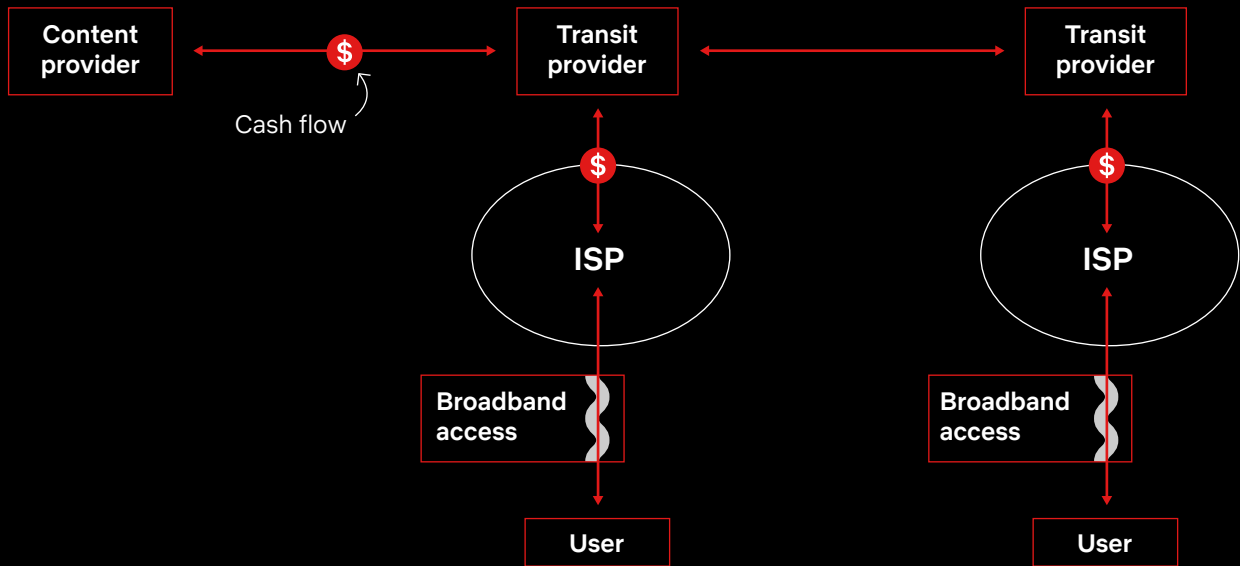 Content
provider
$
Transit
provider
Transit
provider
Cash flow
$
$
ISP
ISP
Broadband
access
Broadband
access
User
User